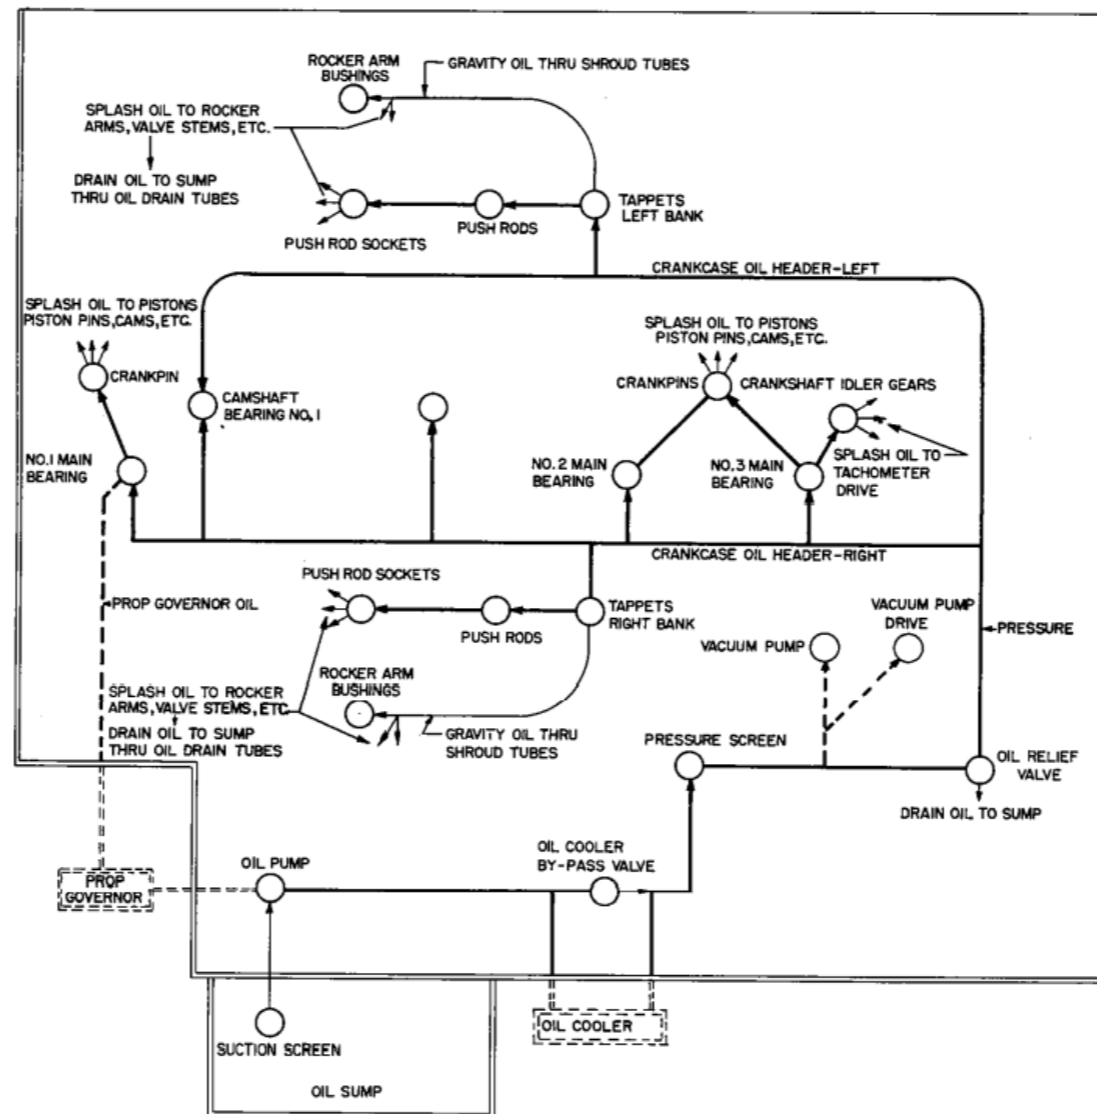 ROCKER ARM
BUSHINGS
GRAVITY OIL THRU SHROUD TUBES
SPLASH OIL TO ROCKER
ARMS, VALVE STEMS, ETC.
DRAIN OIL TO SUMP
THRU OIL DRAIN TUBES
TAPPETS
LEFT BANK
PUSH RODS
PUSH ROD SOCKETS
CRANKCASE OIL HEADER-LEFT
SPLASH OIL TO PISTONS
PISTON PINS, CAMS, ETC.
CRANKPIN
CAMSHAFT
BEARING NO. 1
SPLASH OIL TO PISTONS
PISTON PINS, CAMS, ETC.
CRANKPINS
CRANKSHAFT IDLER GEARS
NO. 1 MAIN
BEARING
NO. 2 MAIN
BEARING
NO. 3 MAIN
BEARING
SPLASH OIL TO
TACHOMETER
DRIVE
CRANKCASE OIL HEADER-RIGHT
PUSH ROD SOCKETS
PUSH RODS
TAPPETS
RIGHT BANK
PROP GOVERNOR OIL
VACUUM PUMP
VACUUM PUMP
DRIVE
PRESSURE
ROCKER ARM
BUSHINGS
SPLASH OIL TO ROCKER
ARMS, VALVE STEMS, ETC
DRAIN OIL TO SUMP
THRU OIL DRAIN TUBES
GRAVITY OIL THRU
SHROUD TUBES
PRESSURE SCREEN
OIL RELIEF
VALVE
DRAIN OIL TO SUMP
OIL COOLER
BY-PASS VALVE
OIL PUMP
PROP
GOVERNOR
OIL COOLER
SUCTION SCREEN
OIL SUMP